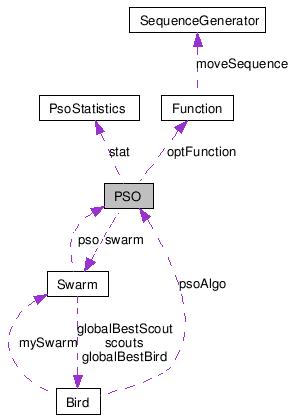 SequenceGenerator
moveSequence
PsoStatistics
Function
stat
optFunction
PSO
pso
swarm
Swarm
psoAlgo
mySwarm
globalBestScout
scouts
globalBestBird
Bird